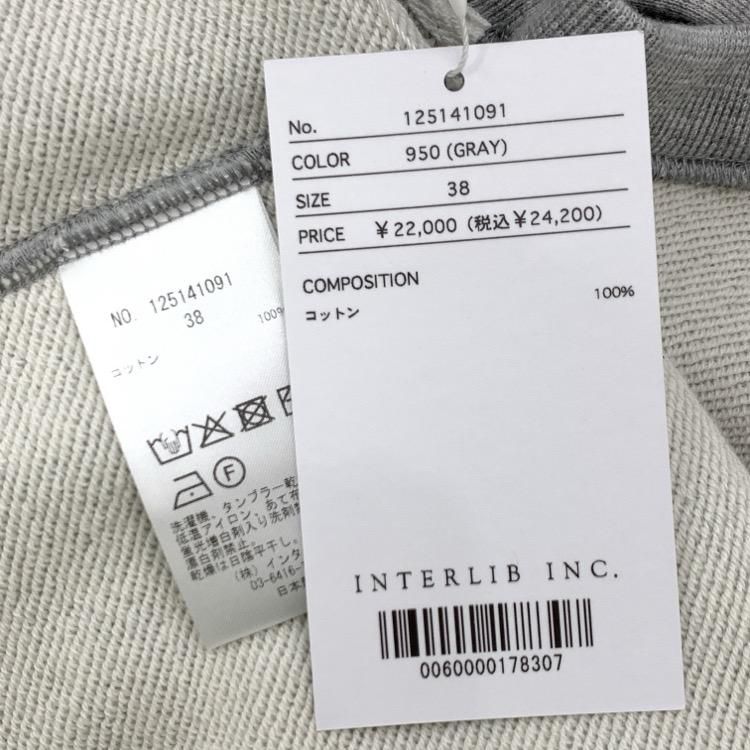 No. 125141091
COLOR 950 (GRAY)
SIZE 38
PRICE ￥22,000 (税込￥24,200)
COMPOSITION
コットン 100%
INTERLIB INC.
0060000178307
NO. 125141091
38
コットン 100%
F
洗濯機、タンブラー乾
低温アイロン、あて布
蛍光増白剤入り洗剤禁
漂白剤禁止。
乾燥は日陰平干し。
(株) インタ
03-6416-
日本